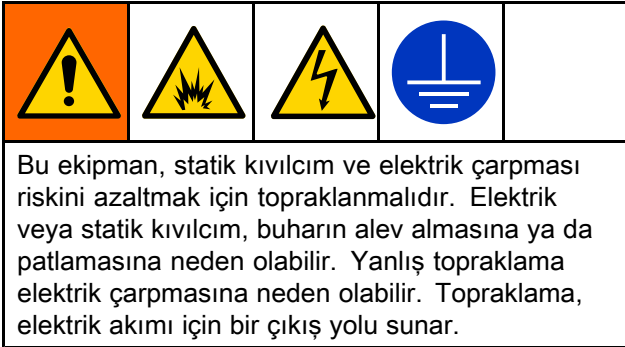 Bu ekipman, statik kıvılcım ve elektrik çarpması
riskini azaltmak için topraklanmalıdır. Elektrik
veya statik kıvılcım, buharın alev almasına ya da
patlamasına neden olabilir. Yanlış topraklama
elektrik çarpmasına neden olabilir. Topraklama,
elektrik akımı için bir çıkış yolu sunar.